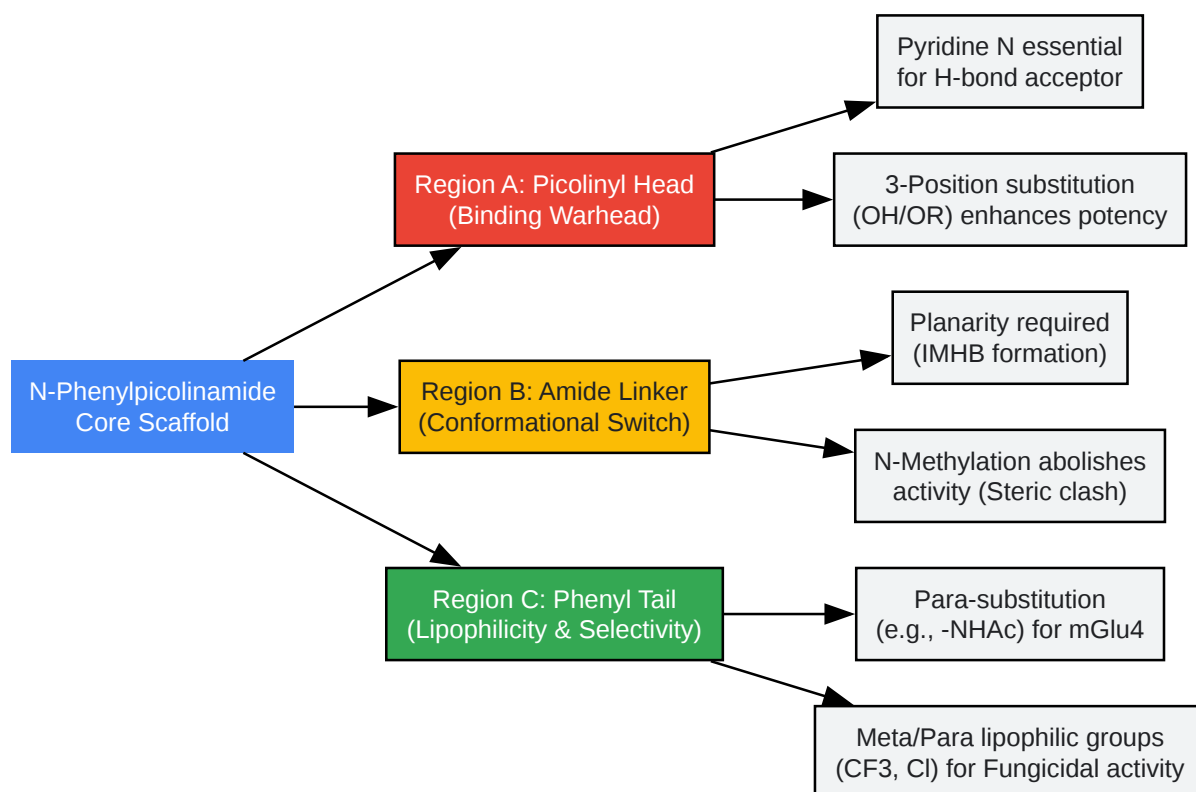 N-Phenylpicolinamide
Core Scaffold
Region A: Picolinyl Head
(Binding Warhead)
Pyridine N essential
for H-bond acceptor
3-Position substitution
(OH/OR) enhances potency
Region B: Amide Linker
(Conformational Switch)
Planarity required
(IMHB formation)
N-Methylation abolishes
activity (Steric clash)
Region C: Phenyl Tail
(Lipophilicity & Selectivity)
Para-substitution
(e.g., -NHAc) for mGlu4
Meta/Para lipophilic groups
(CF3, Cl) for Fungicidal activity